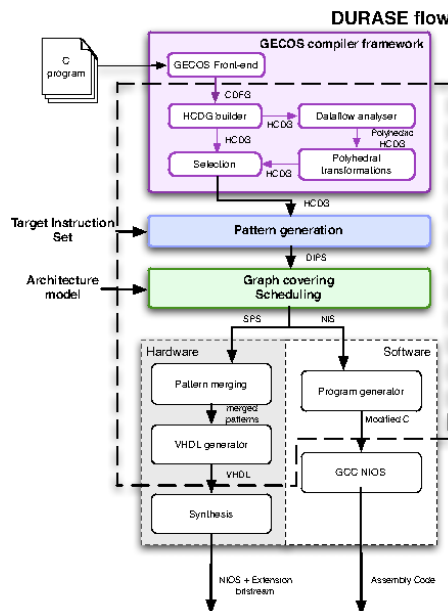 DURASE flow
GECOS compiler framework
C
program
GECOS Front-end
CDFG
HCDG builder
HCDG
Dataflow analyser
HCDG
Polyhedric
HCDG
Selection
HCDG
Polyhedral
transformations
HCDG
Target Instruction
Set
Pattern generation
DIPS
Architecture
model
Graph covering
Scheduling
SPS
NIS
Hardware
Software
Pattern merging
merged
patterns
Program generator
Modified C
VHDL generator
VHDL
GCC NIOS
Synthesis
NIOS + Extension
bitstream
Assembly Code